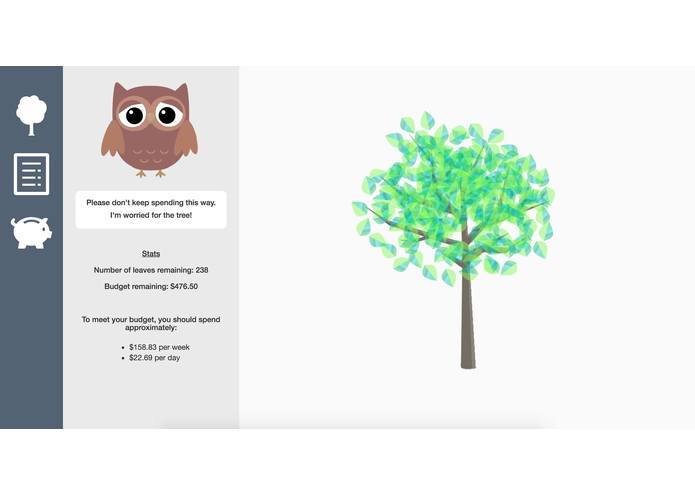 Please don't keep spending this way.
I'm worried for the tree!
Stats
Number of leaves remaining: 238
Budget remaining: $476.50
To meet your budget, you should spend
approximately:
• $158.83 per week
• $22.69 per day